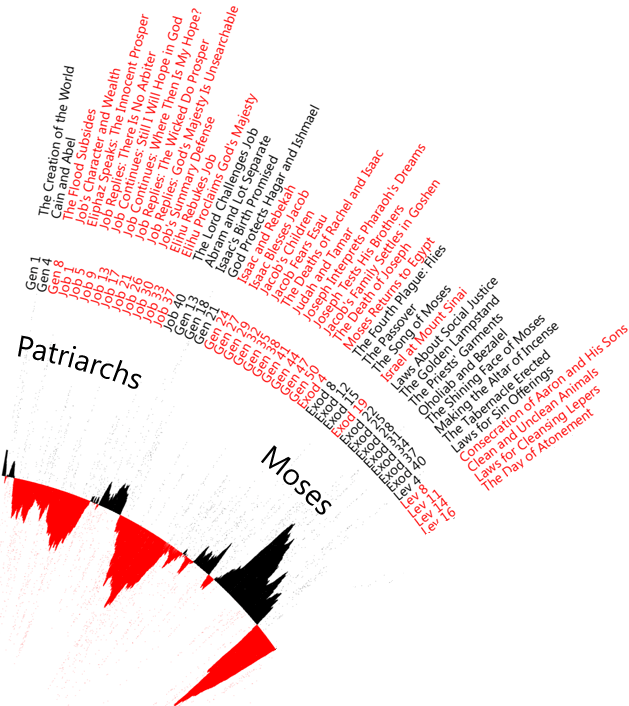 The Creation of the World
Cain and Abel
The Flood Subsides
Job's Character and Wealth
Eliphaz Speaks: The Innocent Prosper
Job Replies: There Is No Arbiter
Job Continues: Still I Will Hope in God
Job Continues: Where Then Is My Hope?
Job Replies: The Wicked Do Prosper
Job Replies: God's Majesty Is Unsearchable
Job's Summary Defense
Elihu Rebukes Job
Elihu Proclaims God's Majesty
The Lord Challenges Job
Abram and Lot Separate
Isaac's Birth Promised
God Protects Hagar and Ishmael
Isaac and Rebekah
Isaac Blesses Jacob
Jacob's Children
Jacob Fears Esau
The Deaths of Rachel and Isaac
Judah and Tamar
Joseph Interprets Pharaoh's Dreams
Joseph Tests His Brothers
Jacob's Family Settles in Goshen
The Death of Joseph
Moses Returns to Egypt
The Fourth Plague: Flies
The Passover
The Song of Moses
Israel at Mount Sinai
Laws About Social Justice
The Golden Lampstand
The Priests' Garments
Oholiab and Bezalel
The Shining Face of Moses
Making the Altar of Incense
The Tabernacle Erected
Laws for Sin Offerings
Consecration of Aaron and His Sons
Clean and Unclean Animals
Laws for Cleansing Lepers
The Day of Atonement
Gen 1
Gen 4
Gen 8
Job 1
Job 5
Job 9
Job 13
Job 17
Job 21
Job 26
Job 30
Job 33
Job 37
Job 40
Gen 13
Gen 18
Gen 21
Gen 24
Gen 27
Gen 29
Gen 32
Gen 35
Gen 38
Gen 41
Gen 44
Gen 47
Gen 50
Exod 4
Exod 8
Exod 12
Exod 15
Exod 19
Exod 22
Exod 25
Exod 28
Exod 31
Exod 34
Exod 37
Exod 40
Lev 4
Lev 8
Lev 11
Lev 14
Lev 16
Patriarchs
Moses